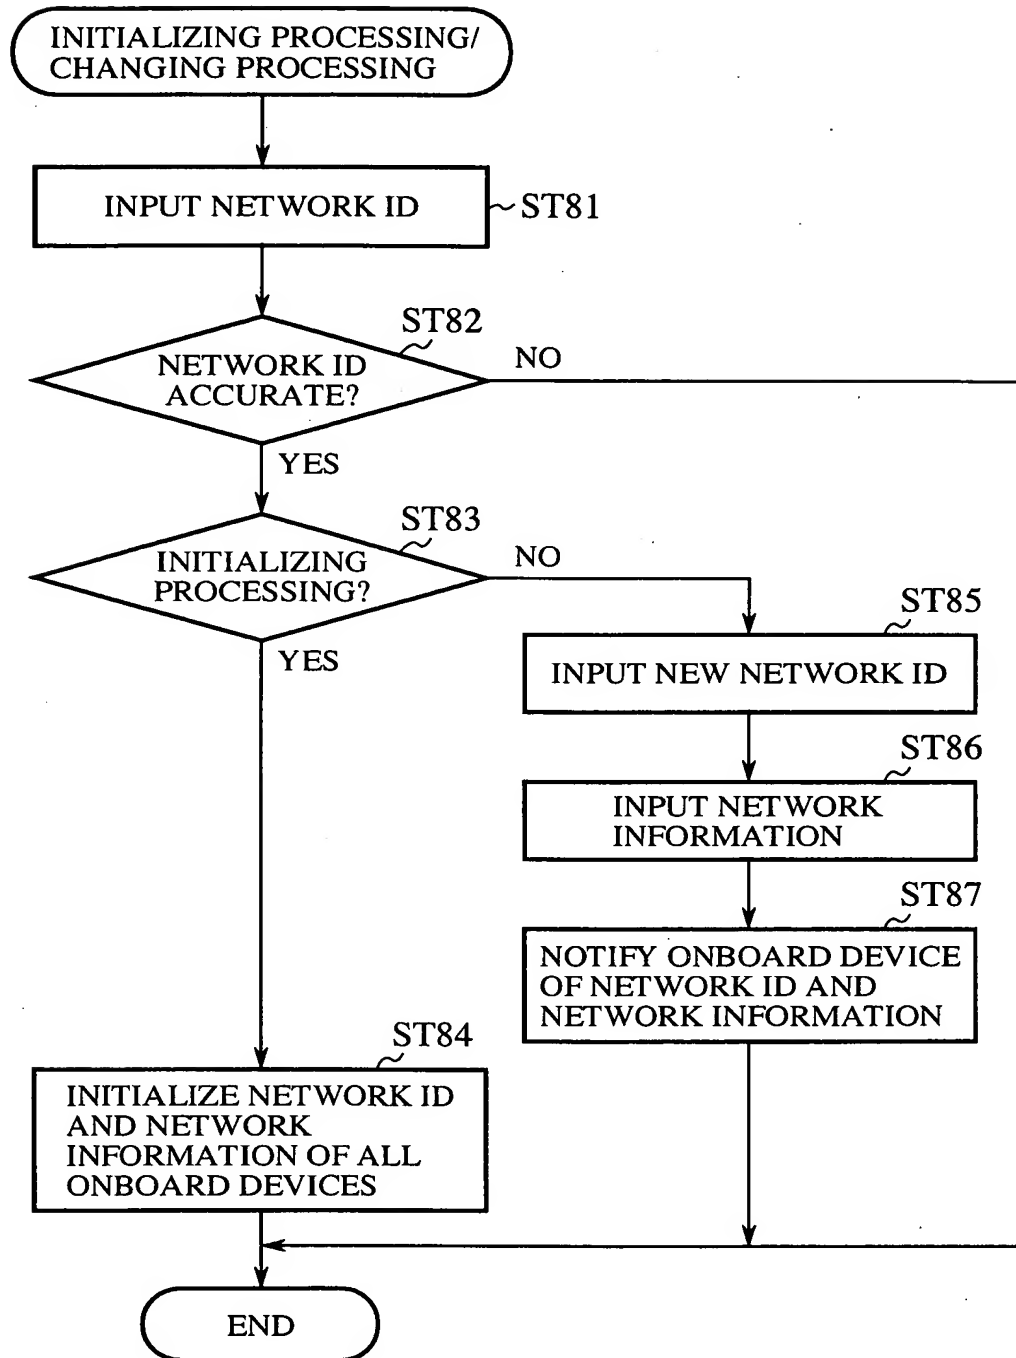 INITIALIZING PROCESSING/
CHANGING PROCESSING
INPUT NETWORK ID
ST81
ST82
NETWORK ID
ACCURATE?
NO
YES
ST83
INITIALIZING
PROCESSING?
NO
YES
ST85
INPUT NEW NETWORK ID
ST86
INPUT NETWORK
INFORMATION
ST87
NOTIFY ONBOARD DEVICE
OF NETWORK ID AND
NETWORK INFORMATION
ST84
INITIALIZE NETWORK ID
AND NETWORK
INFORMATION OF ALL
ONBOARD DEVICES
END